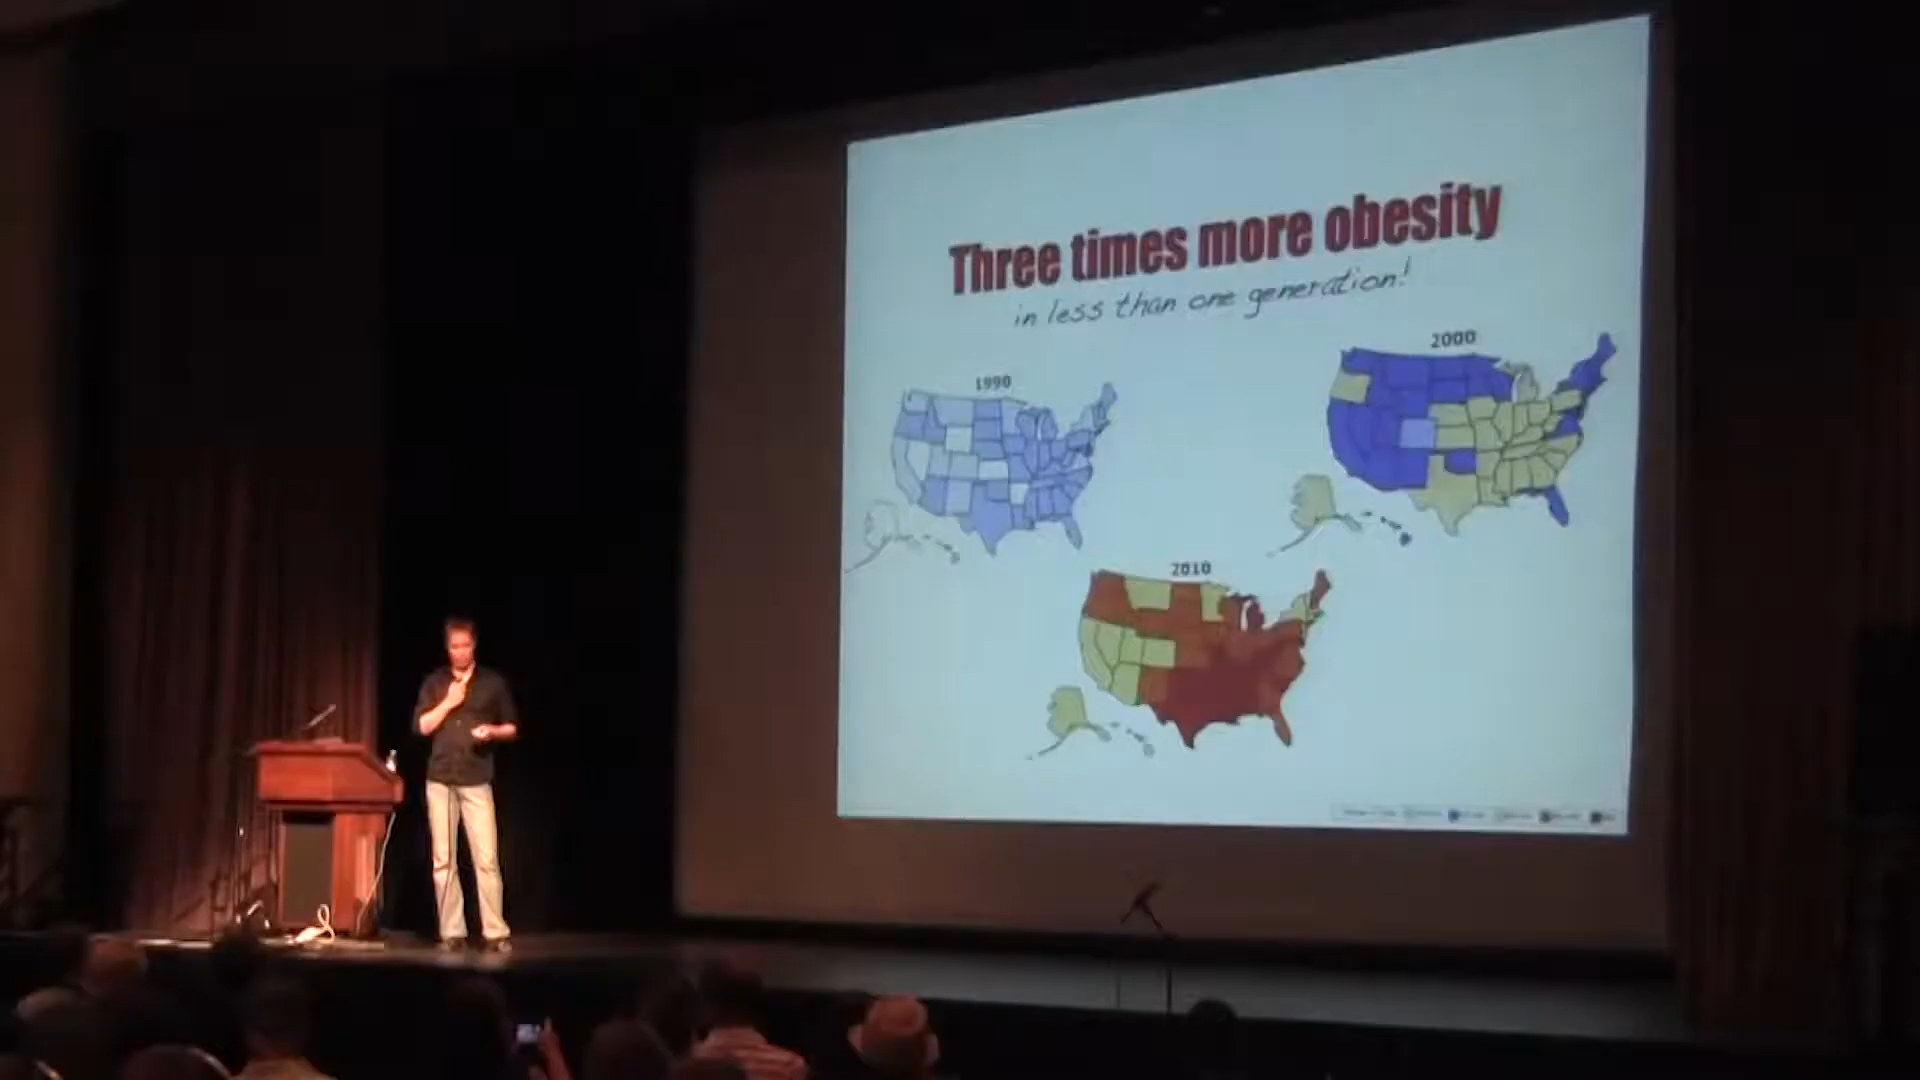 Three times more obesity
in less than one generation!
1990
2000
2010